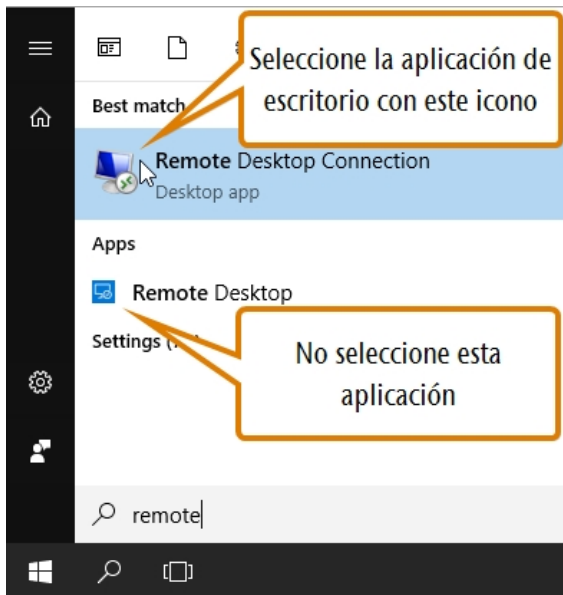 Seleccione la aplicación de
escritorio con este icono
Best match
Remote Desktop Connection
Desktop app
Apps
Remote Desktop
Settings
No seleccione esta
aplicación
remote